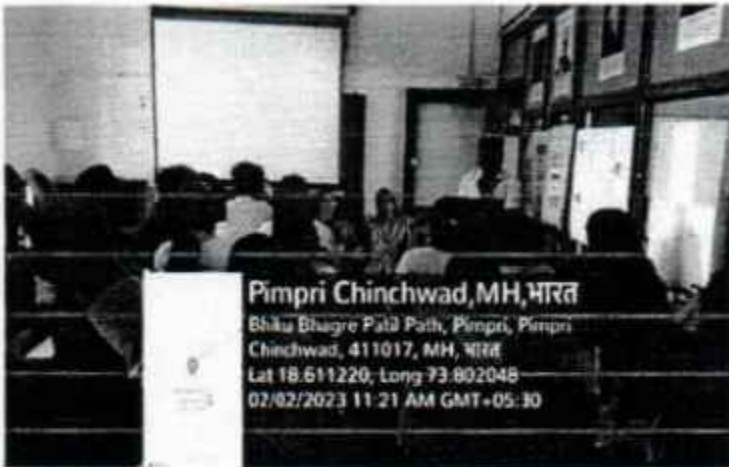 Pimpri Chinchwad,MH,भारत
Bhiku Bhagre Patil Path, Pimpri, Pimpri
Chinchwad, 411017, MH, भारत
Lat 18.611220, Long 73.802048
02/02/2023 11:21 AM GMT+05:30